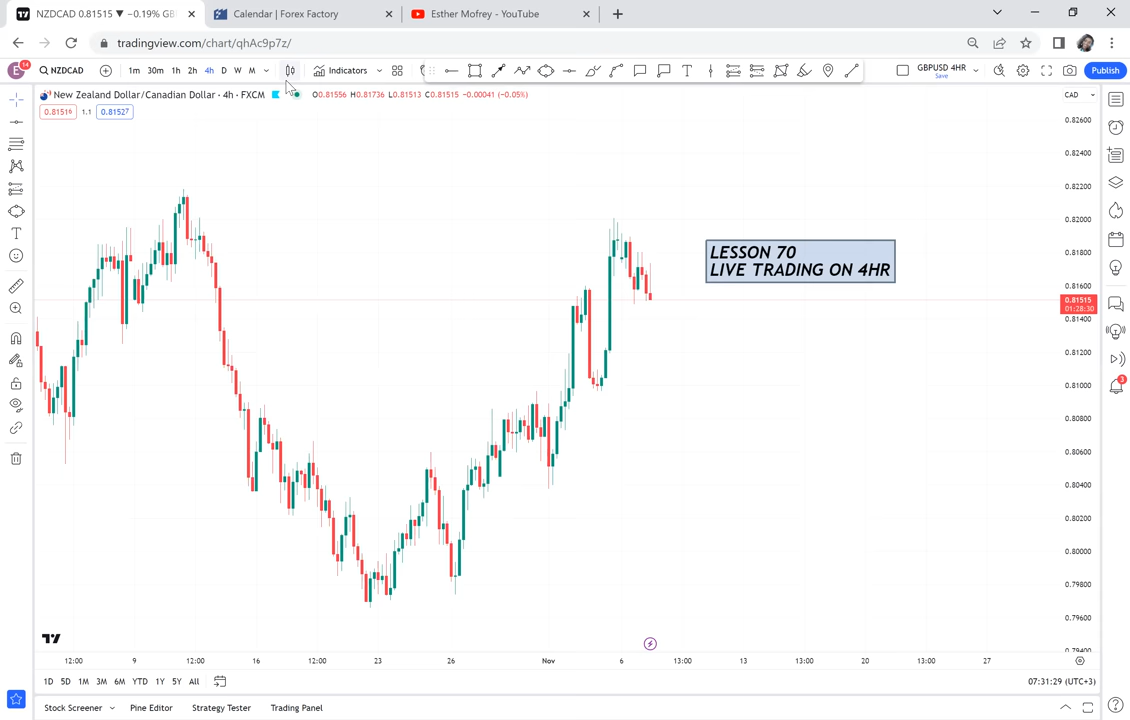 NZDCAD 0.81515 ▼ −0.19% GB
Calendar | Forex Factory
Esther Mofrey - YouTube
tradingview.com/chart/qhAc9p7z/
E
14
NZDCAD
1m 30m 1h 2h 4h D W M
Indicators
GBPUSD 4HR
Save
Publish
New Zealand Dollar/Canadian Dollar · 4h · FXCM
O0.81556 H0.81736 L0.81513 C0.81515 −0.00041 (−0.05%)
CAD
0.81516 1.1 0.81527
0.82600
0.82400
0.82200
0.82000
0.81800
0.81600
0.81515
01:28:30
0.81400
0.81200
0.81000
0.80800
0.80600
0.80400
0.80200
0.80000
0.79800
0.79600
0.79400
LESSON 70
LIVE TRADING ON 4HR
3
12:00 9 12:00 16 12:00 23 26 Nov 6 13:00 13 13:00 20 13:00 27
1D 5D 1M 3M 6M YTD 1Y 5Y All
07:31:29 (UTC+3)
Stock Screener Pine Editor Strategy Tester Trading Panel